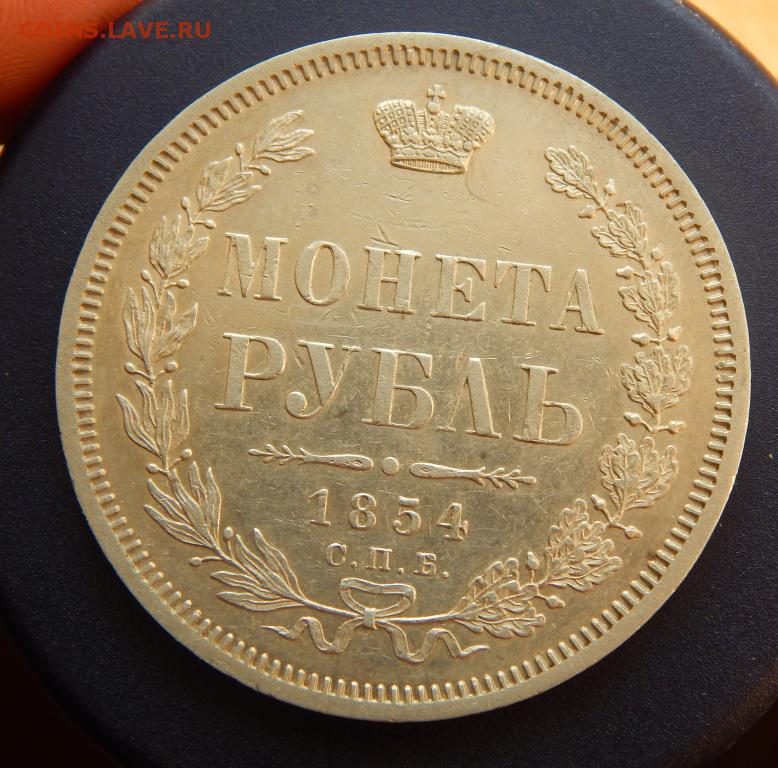 COINS.LAVE.RU
МОНЕТА
РУБЛЬ
1854
С.П.Б.